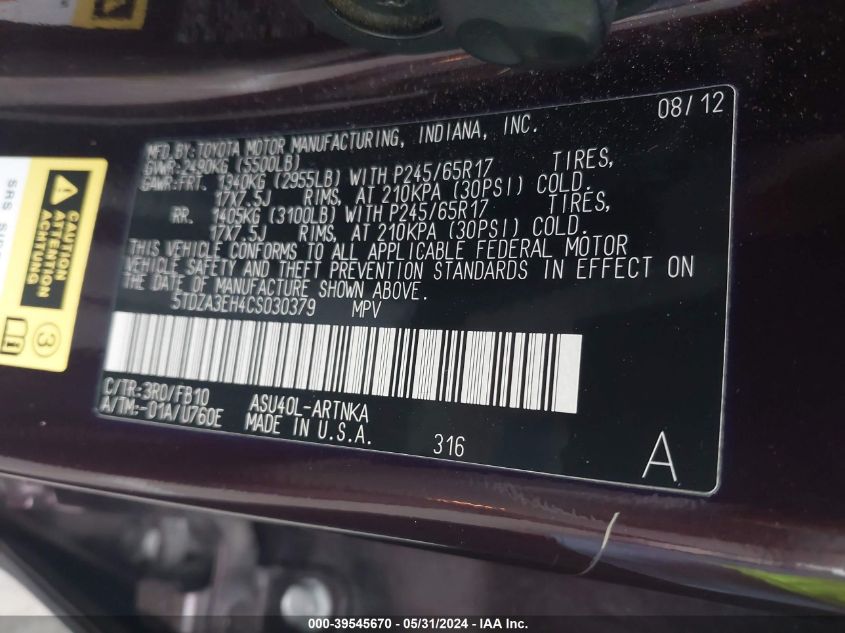 08/12
MFD.BY:TOYOTA MOTOR MANUFACTURING, INDIANA, INC.
GVWR:2490KG (5500LB)
GAWR:FRT. 1340KG (2955LB) WITH P245/65R17 TIRES,
17X7.5J RIMS, AT 210KPA (30PSI) COLD.
RR. 1405KG (3100LB) WITH P245/65R17 TIRES,
17X7.5J RIMS, AT 210KPA (30PSI) COLD.
THIS VEHICLE CONFORMS TO ALL APPLICABLE FEDERAL MOTOR
VEHICLE SAFETY AND THEFT PREVENTION STANDARDS IN EFFECT ON
THE DATE OF MANUFACTURE SHOWN ABOVE.
5TDZA3EH4CS030379 MPV
C/TR:3R0/FB10 ASU40L-ARTNKA
A/TM:-01A/U760E MADE IN U.S.A.
316
A
CAUTION
ATTENTION
ACHTUNG
3
000-39545670 - 05/31/2024 - IAA Inc.